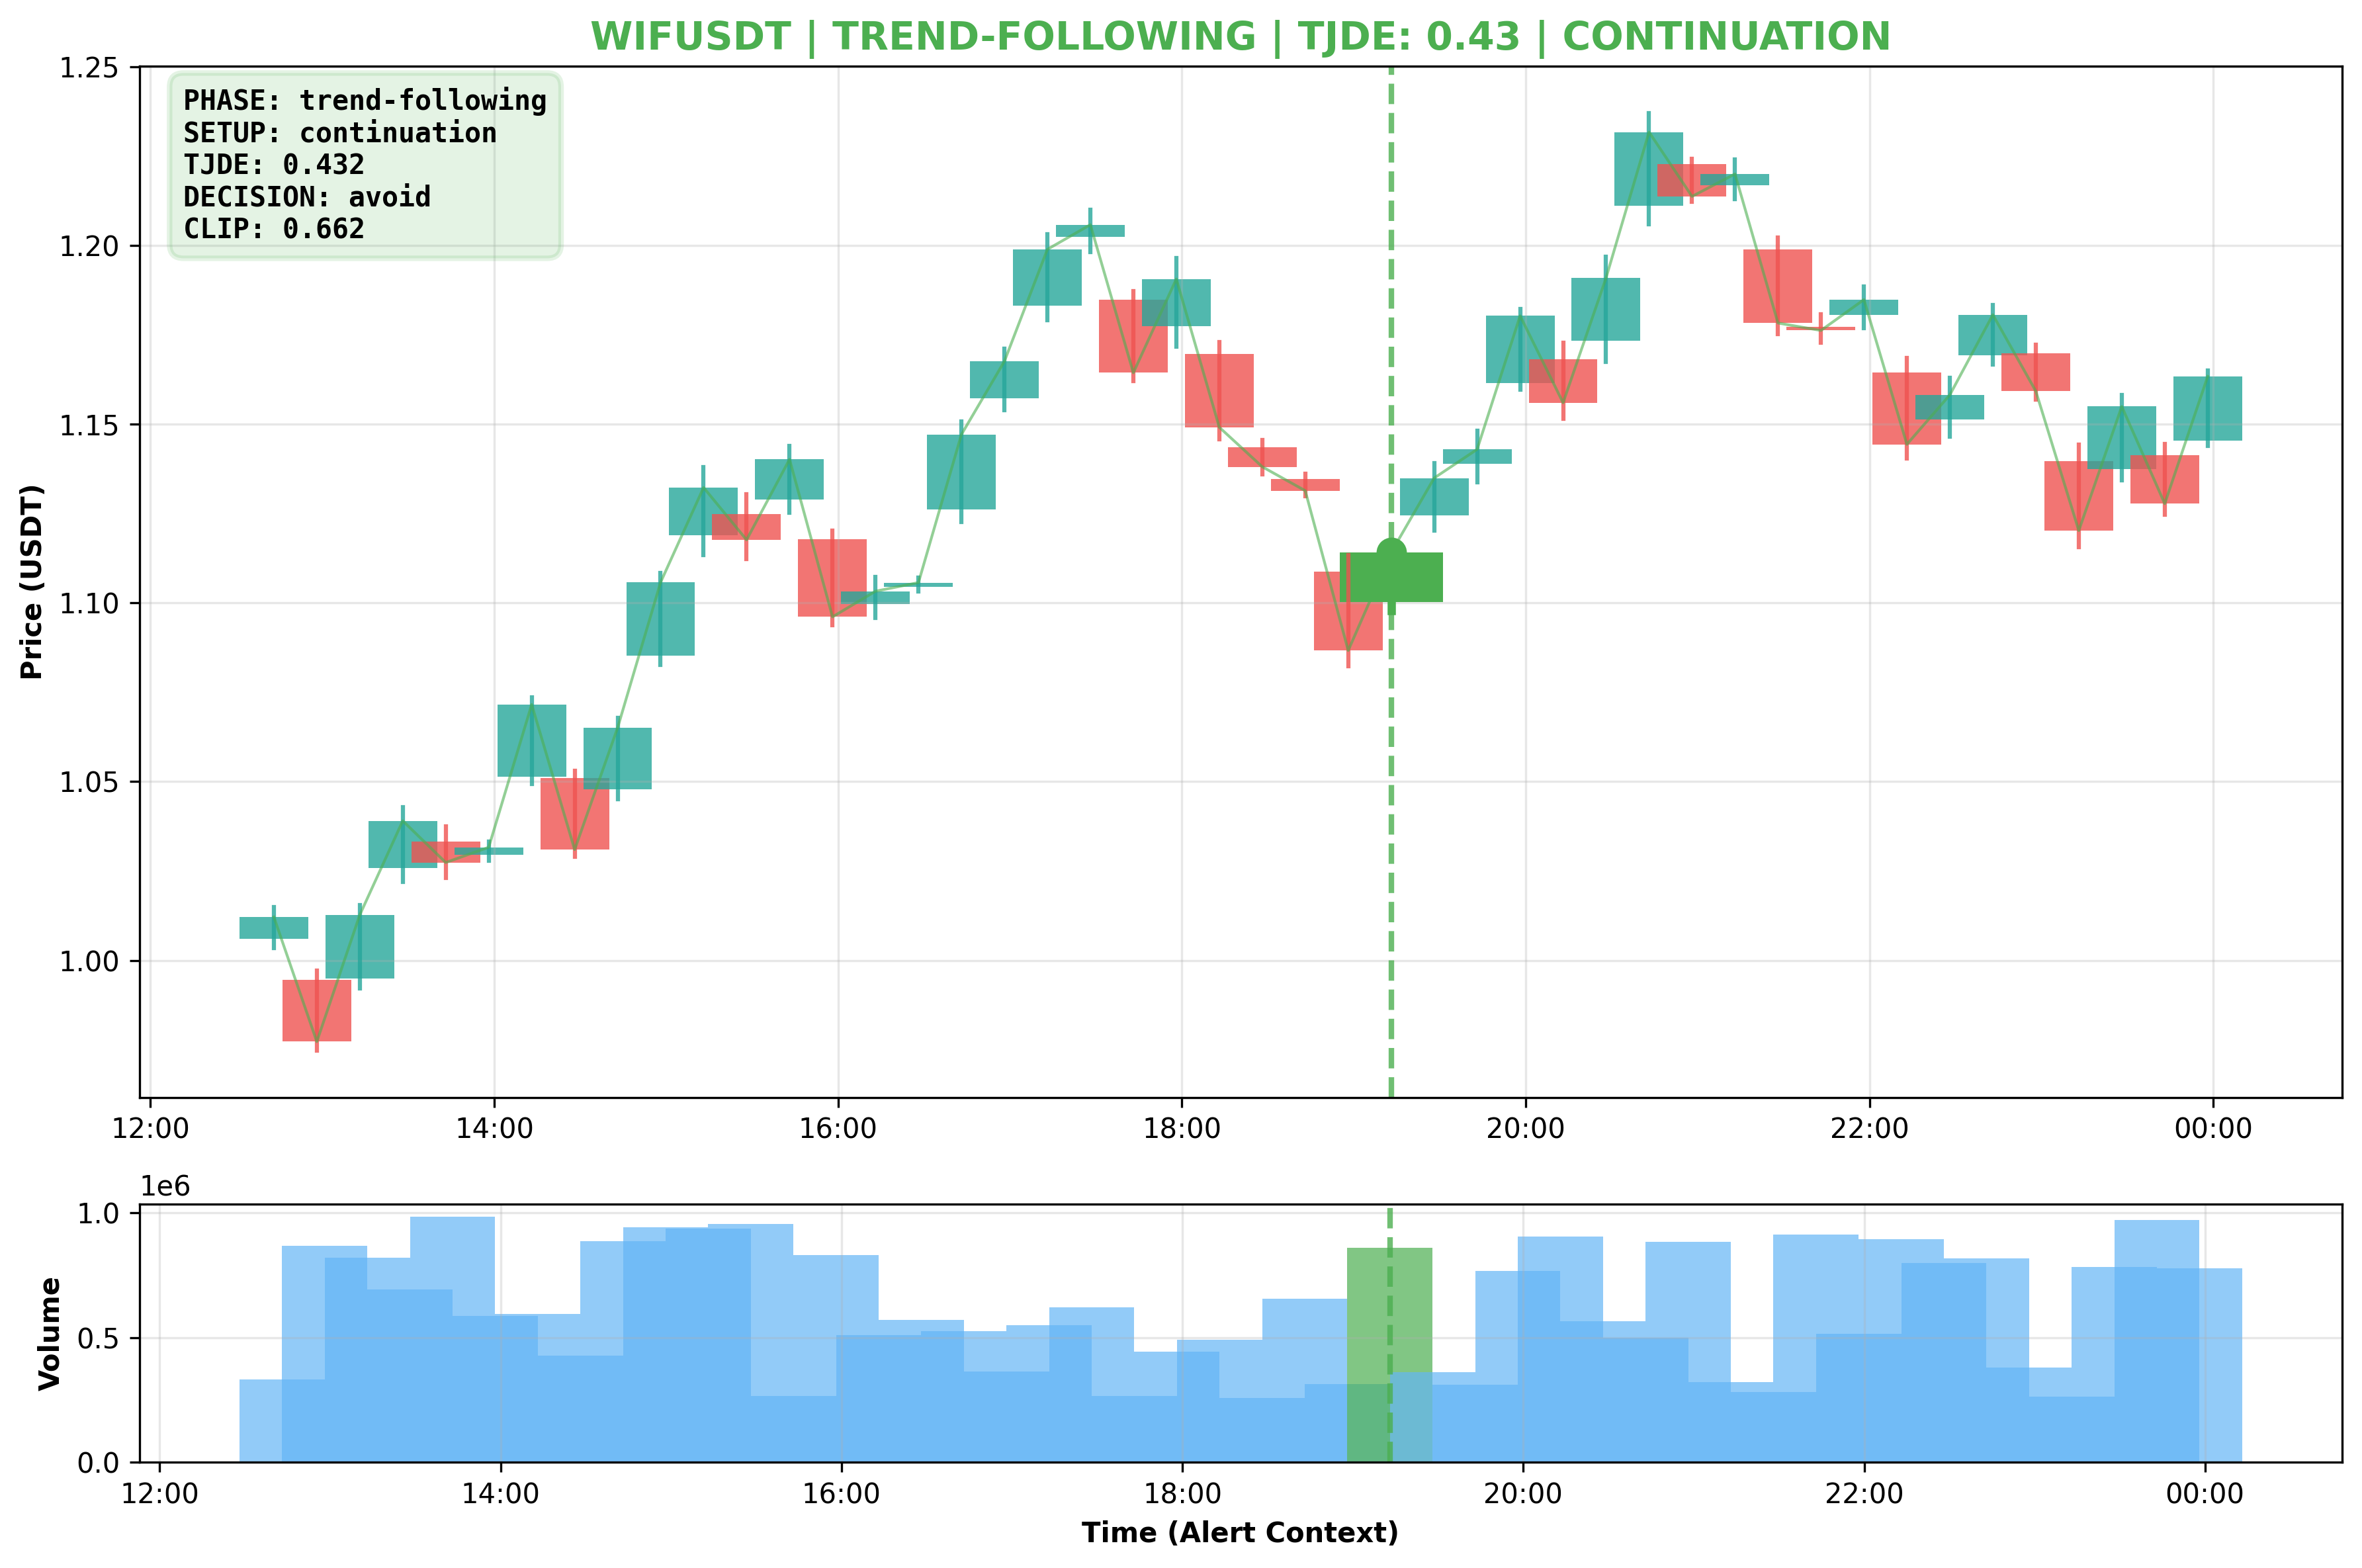 WIFUSDT | TREND-FOLLOWING | TJDE: 0.43 | CONTINUATION
PHASE: trend-following
SETUP: continuation
TJDE: 0.432
DECISION: avoid
CLIP: 0.662
Price (USDT)
1.25
1.20
1.15
1.10
1.05
1.00
12:00 14:00 16:00 18:00 20:00 22:00 00:00
1e6
Volume
1.0
0.5
0.0
12:00 14:00 16:00 18:00 20:00 22:00 00:00
Time (Alert Context)